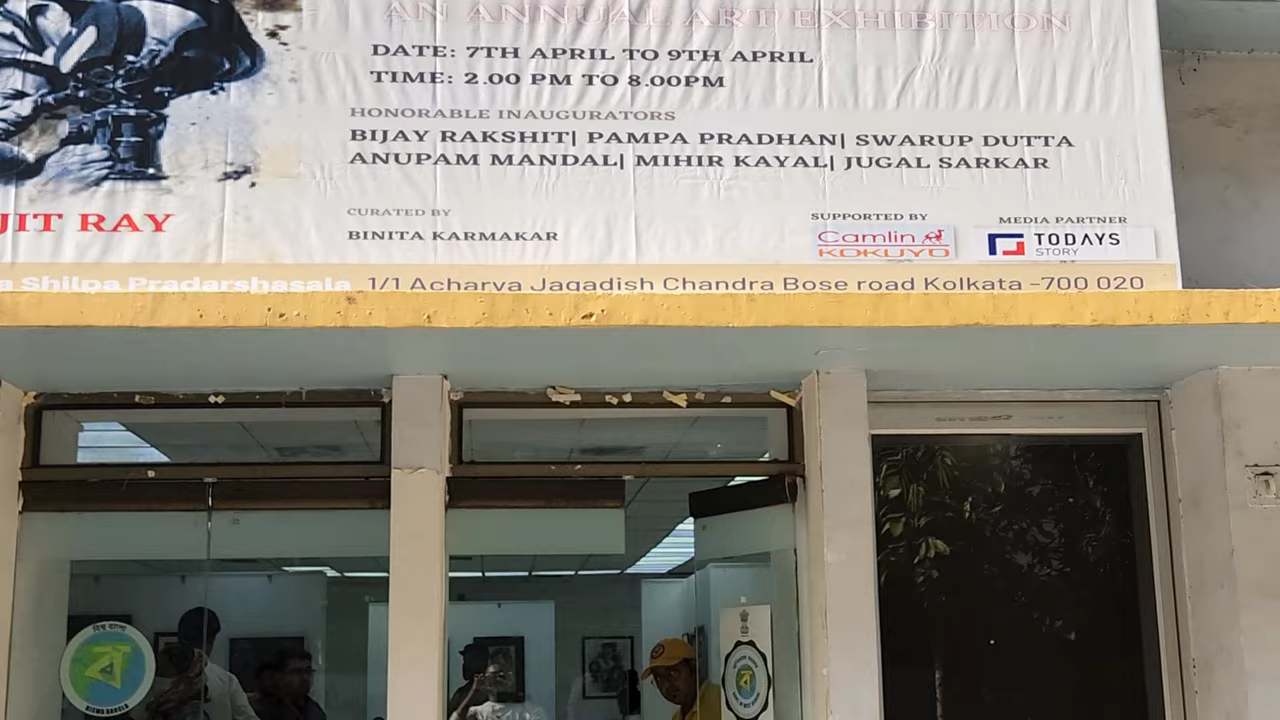 AN ANNUAL ART EXHIBITION
DATE: 7TH APRIL TO 9TH APRIL
TIME: 2.00 PM TO 8.00PM
HONORABLE INAUGURATORS
BIJAY RAKSHIT| PAMPA PRADHAN| SWARUP DUTTA
ANUPAM MANDAL| MIHIR KAYAL| JUGAL SARKAR
JIT RAY
CURATED BY
BINITA KARMAKAR
SUPPORTED BY
Camlin
KOKUYO
MEDIA PARTNER
TODAYS
STORY
a Shilpa Pradarshasala 1/1 Acharya Jagadish Chandra Bose road Kolkata -700 020
বিশ্ব বাংলা
ব
BISWA BANGLA